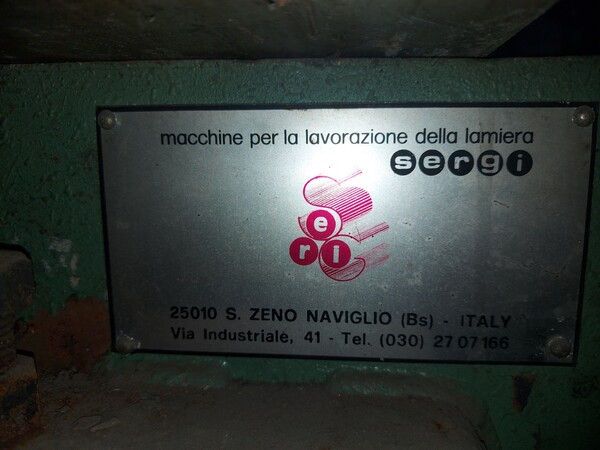 macchine per la lavorazione della lamiera
sergi
S
e
r i
G
25010 S. ZENO NAVIGLIO (Bs) - ITALY
Via Industriale, 41 - Tel. (030) 27 07 166